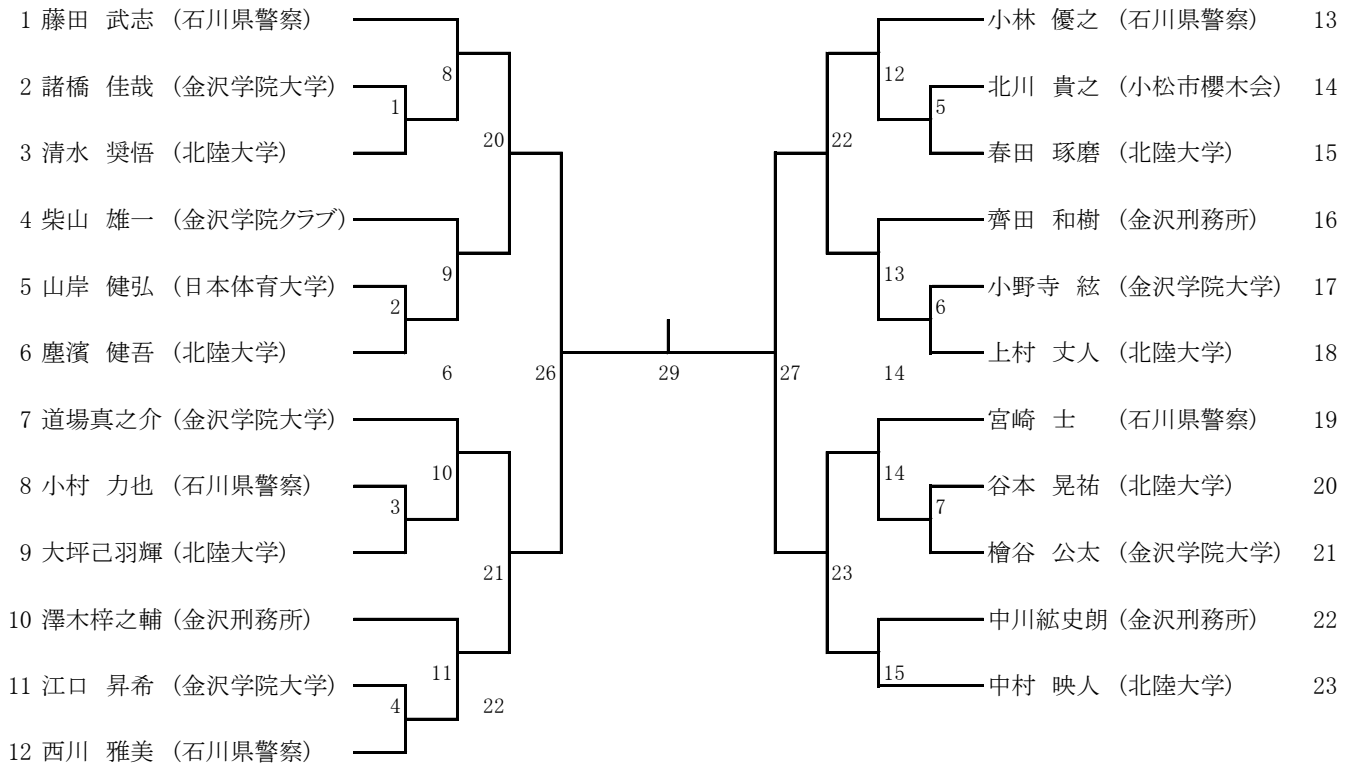 1 藤田 武志 (石川県警察)
小林 優之 (石川県警察) 13
8
12
2 諸橋 佳哉 (金沢学院大学)
北川 貴之 (小松市櫻木会) 14
1
5
20
22
3 清水 奨悟 (北陸大学)
春田 琢磨 (北陸大学) 15
4 柴山 雄一 (金沢学院クラブ)
齊田 和樹 (金沢刑務所) 16
9
13
5 山岸 健弘 (日本体育大学)
小野寺 絃 (金沢学院大学) 17
2
6
6 塵濱 健吾 (北陸大学)
上村 丈人 (北陸大学) 18
6 26 29 27 14
7 道場真之介 (金沢学院大学)
宮崎 士 (石川県警察) 19
10
14
8 小村 力也 (石川県警察)
谷本 晃祐 (北陸大学) 20
3
7
9 大坪己羽輝 (北陸大学)
檜谷 公太 (金沢学院大学) 21
21
23
10 澤木梓之輔 (金沢刑務所)
中川紘史朗 (金沢刑務所) 22
11
15
11 江口 昇希 (金沢学院大学)
中村 映人 (北陸大学) 23
4
22
12 西川 雅美 (石川県警察)